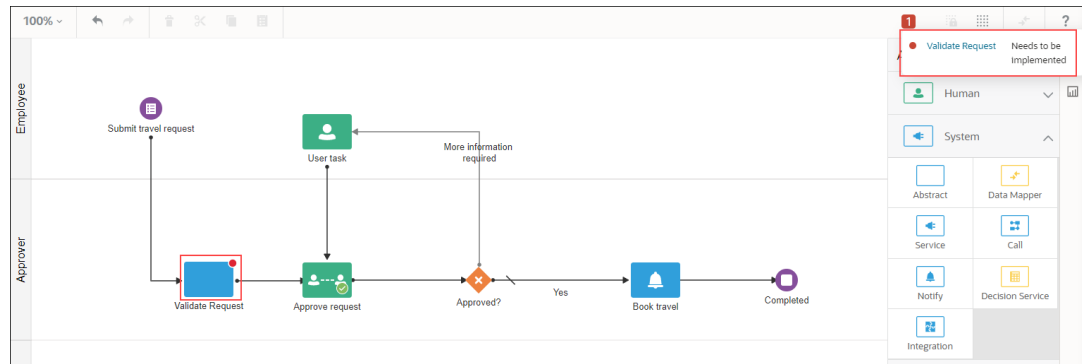 100%
1
?
Validate Request Needs to be
Implemented
Employee
Submit travel request
User task
More information
required
Approver
Validate Request
Approve request
Approved?
Yes
Book travel
Completed
Human
System
Abstract
Data Mapper
Service
Call
Notify
Decision Service
Integration